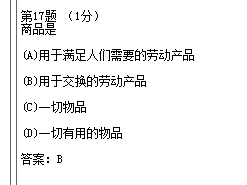 第17题 （1分）
商品是
(A)用于满足人们需要的劳动产品
(B)用于交换的劳动产品
(C)一切物品
(D)一切有用的物品
答案：B